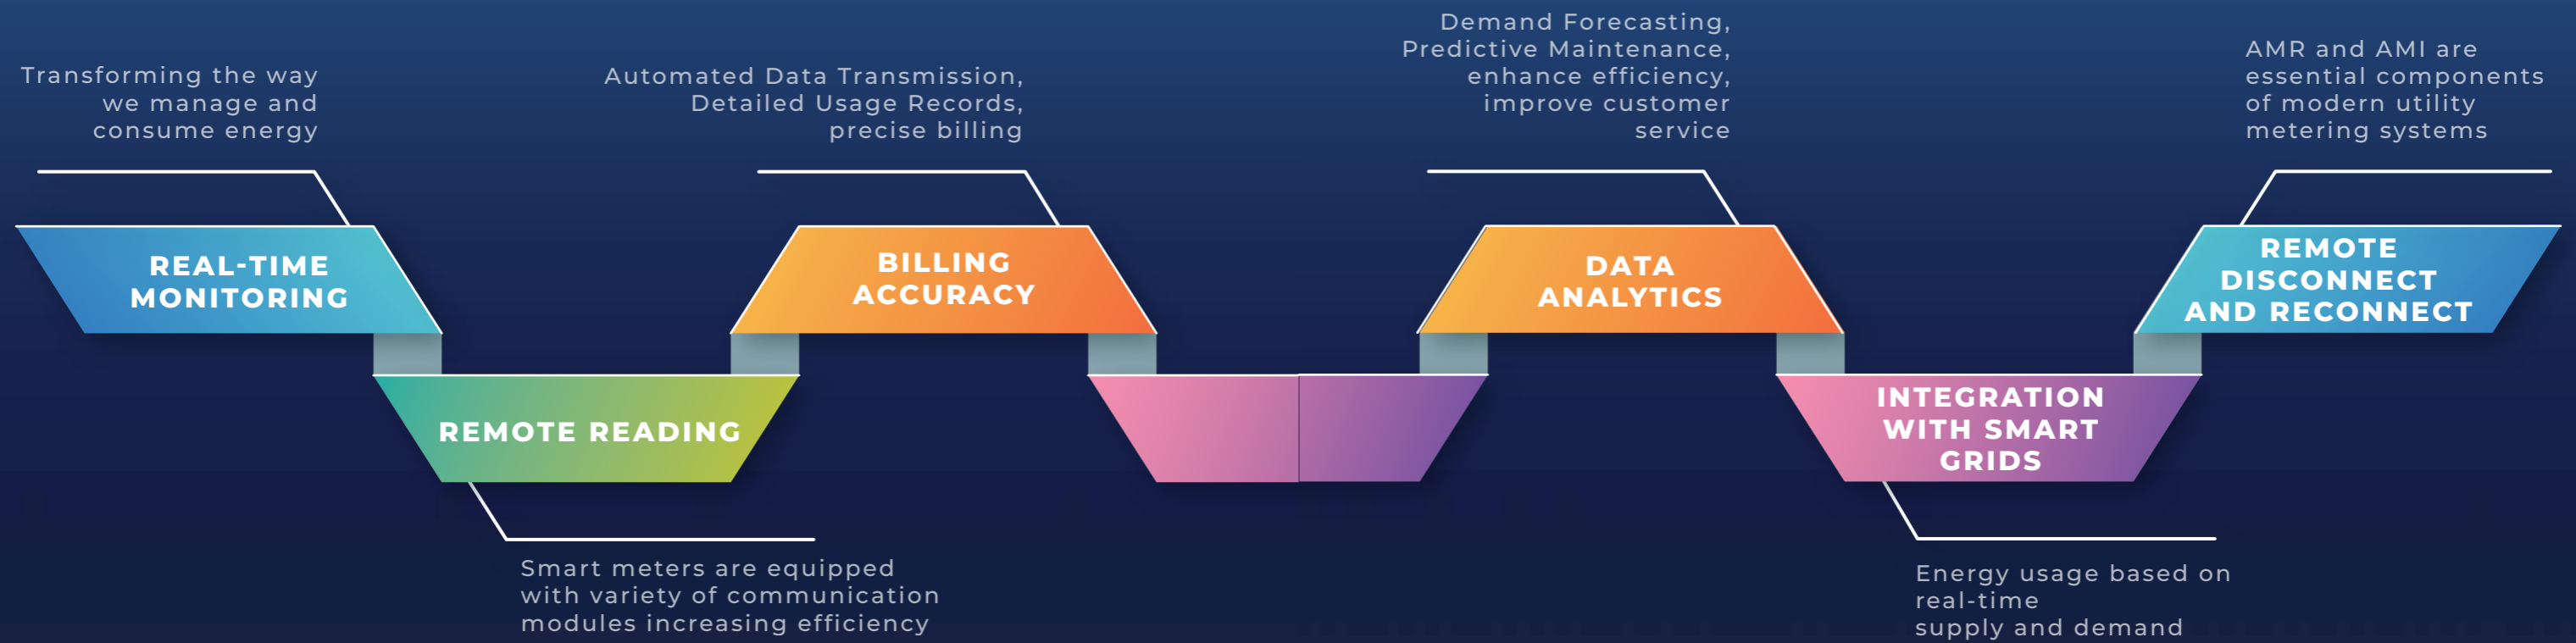 Transforming the way
we manage and
consume energy
REAL-TIME
MONITORING
REMOTE READING
Smart meters are equipped
with variety of communication
modules increasing efficiency
Automated Data Transmission,
Detailed Usage Records,
precise billing
BILLING
ACCURACY
Demand Forecasting,
Predictive Maintenance,
enhance efficiency,
improve customer
service
DATA
ANALYTICS
INTEGRATION
WITH SMART
GRIDS
Energy usage based on
real-time
supply and demand
AMR and AMI are
essential components
of modern utility
metering systems
REMOTE
DISCONNECT
AND RECONNECT